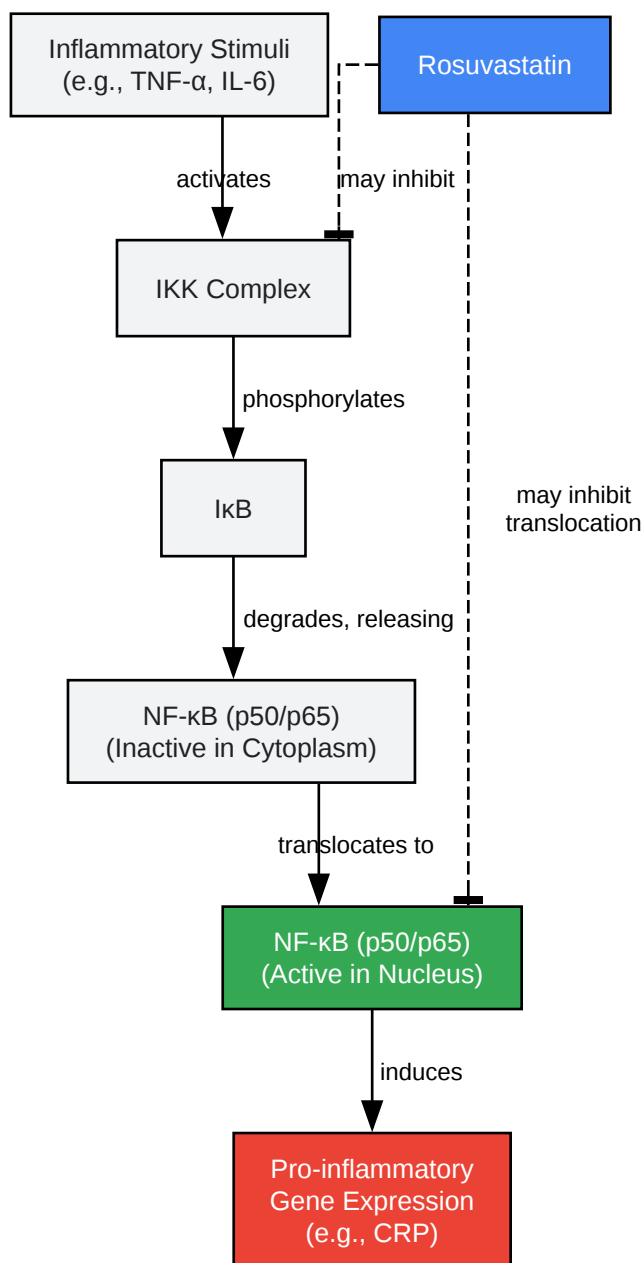 Inflammatory Stimuli
(e.g., TNF-α, IL-6)
Rosuvastatin
activates
may inhibit
IKK Complex
phosphorylates
IκB
may inhibit
translocation
degrades, releasing
NF-κB (p50/p65)
(Inactive in Cytoplasm)
translocates to
NF-κB (p50/p65)
(Active in Nucleus)
induces
Pro-inflammatory
Gene Expression
(e.g., CRP)